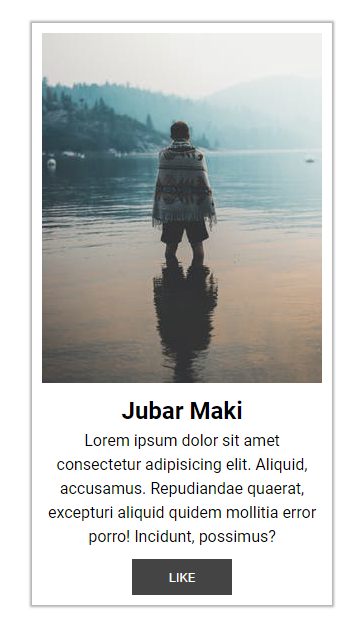 Jubar Maki
Lorem ipsum dolor sit amet
consectetur adipisicing elit. Aliquid,
accusamus. Repudiandae quaerat,
excepturi aliquid quidem mollitia error
porro! Incidunt, possimus?
LIKE